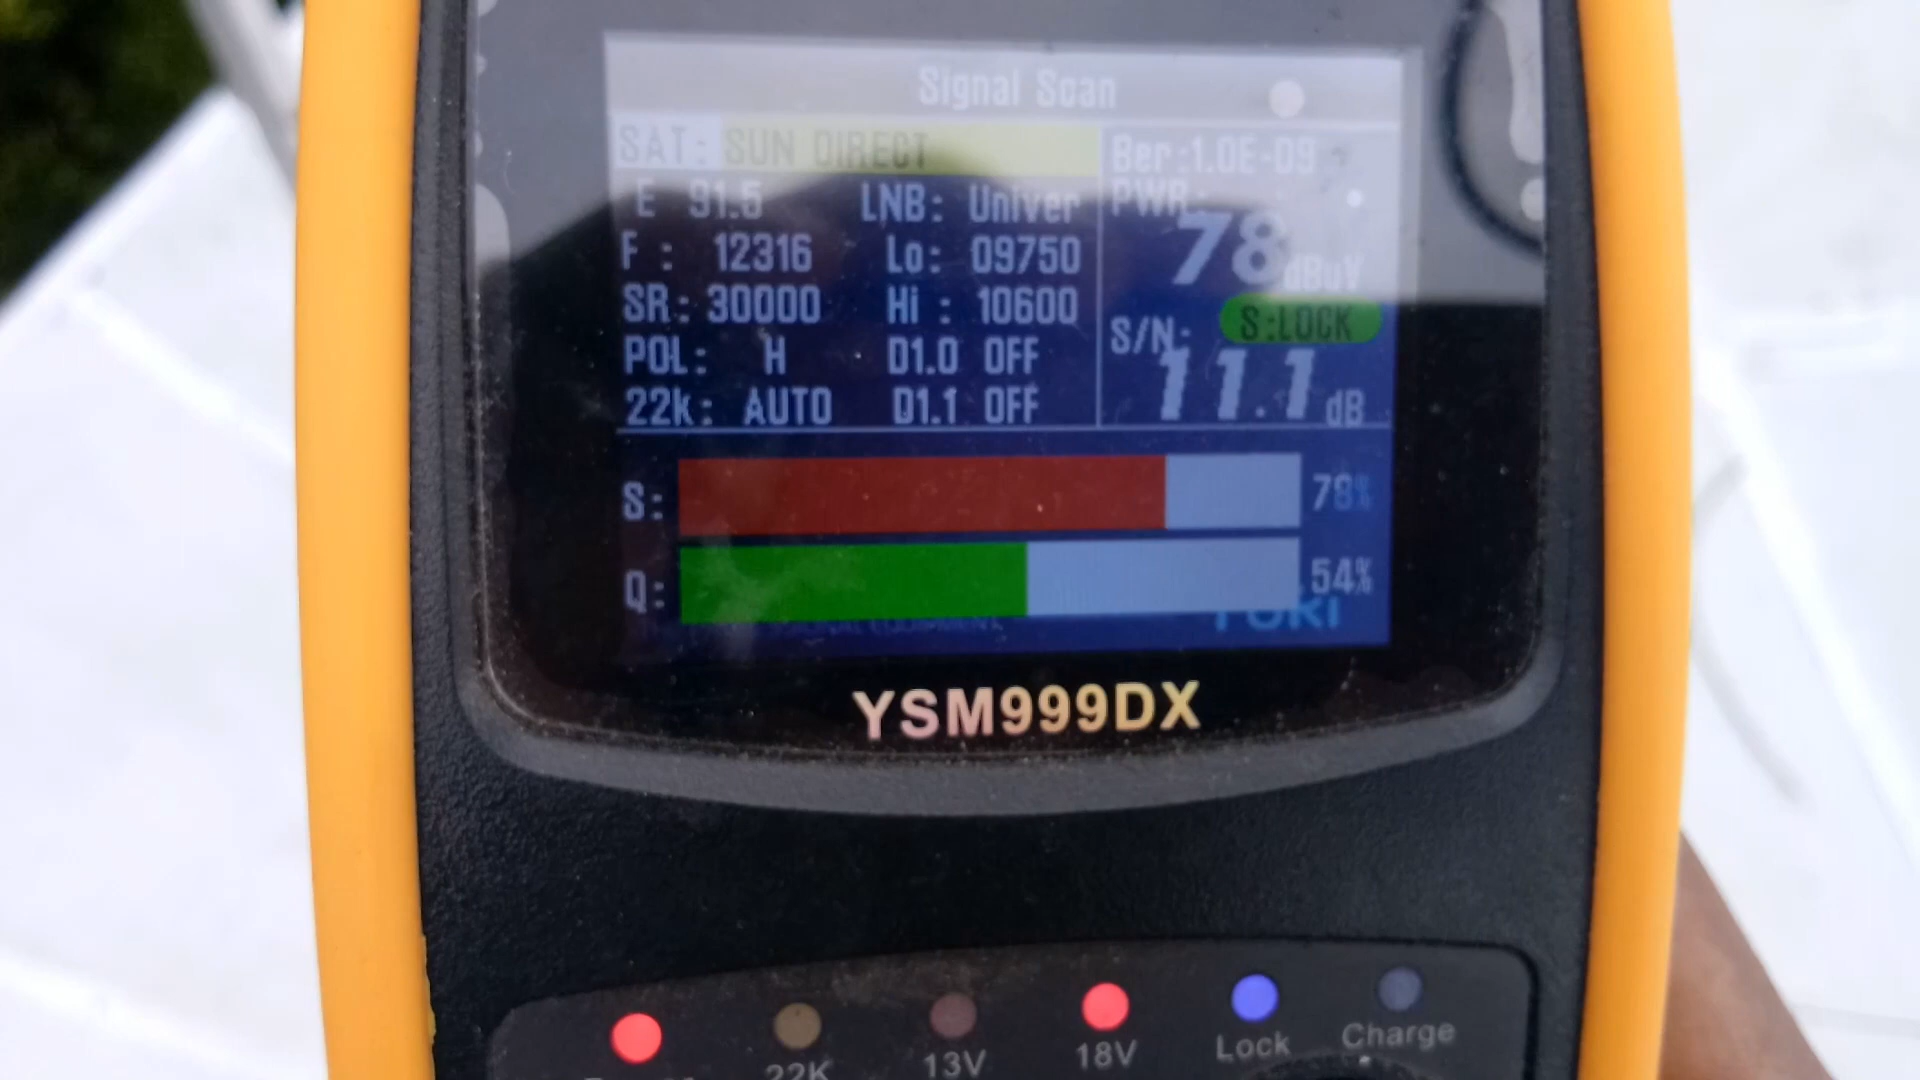 Signal Scan
SAT: SUN DIRECT
Ber:1.0E-09
E 91.5 LNB: Univer
PWR:
78 dBuV
F : 12316 Lo: 09750
SR: 30000 Hi : 10600
S/N: S:LOCK
POL: H D1.0 OFF
11.1 dB
22k: AUTO D1.1 OFF
S: 78%
Q: 54%
YSM999DX
22K 13V 18V Lock Charge